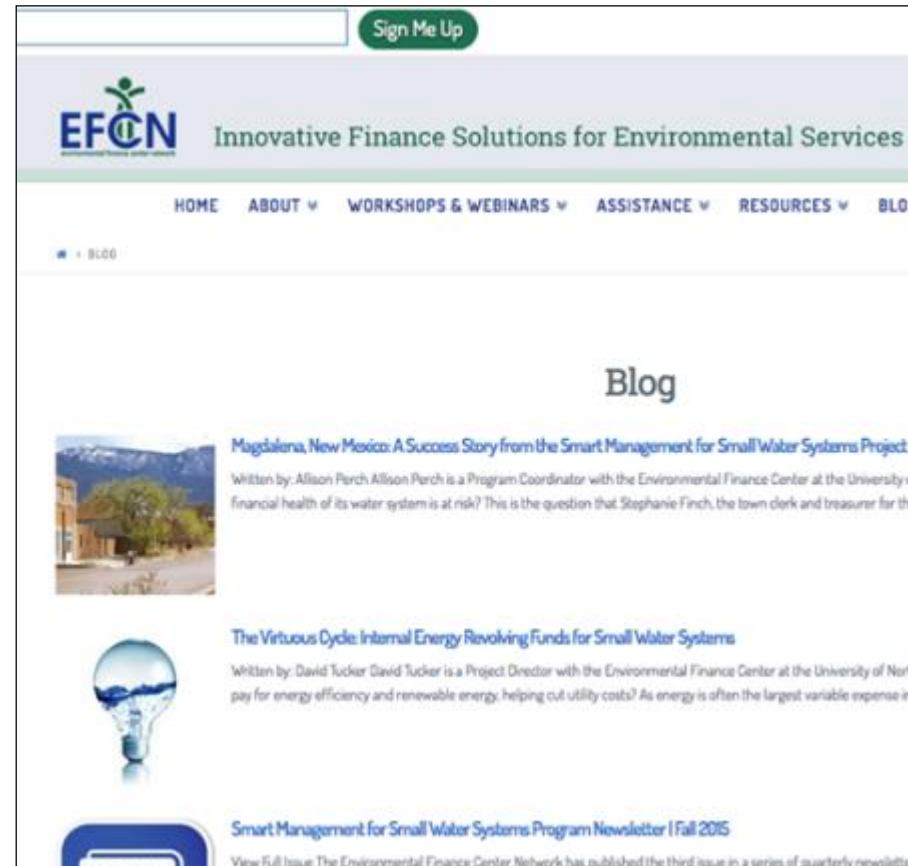 Sign Me Up
EFCN
environmental finance center network
Innovative Finance Solutions for Environmental Services
HOME ABOUT WORKSHOPS & WEBINARS ASSISTANCE RESOURCES BLO
BLOG
Blog
Magdalena, New Mexico: A Success Story from the Smart Management for Small Water Systems Project
Written by: Allison Perch Allison Perch is a Program Coordinator with the Environmental Finance Center at the University
financial health of its water system is at risk? This is the question that Stephanie Finch, the town clerk and treasurer for th
The Virtuous Cycle: Internal Energy Revolving Funds for Small Water Systems
Written by: David Tucker David Tucker is a Project Director with the Environmental Finance Center at the University of Nor
pay for energy efficiency and renewable energy, helping cut utility costs? As energy is often the largest variable expense i
Smart Management for Small Water Systems Program Newsletter | Fall 2015
View Full Issue The Environmental Finance Center Network has published the third issue in a series of quarterly newslett